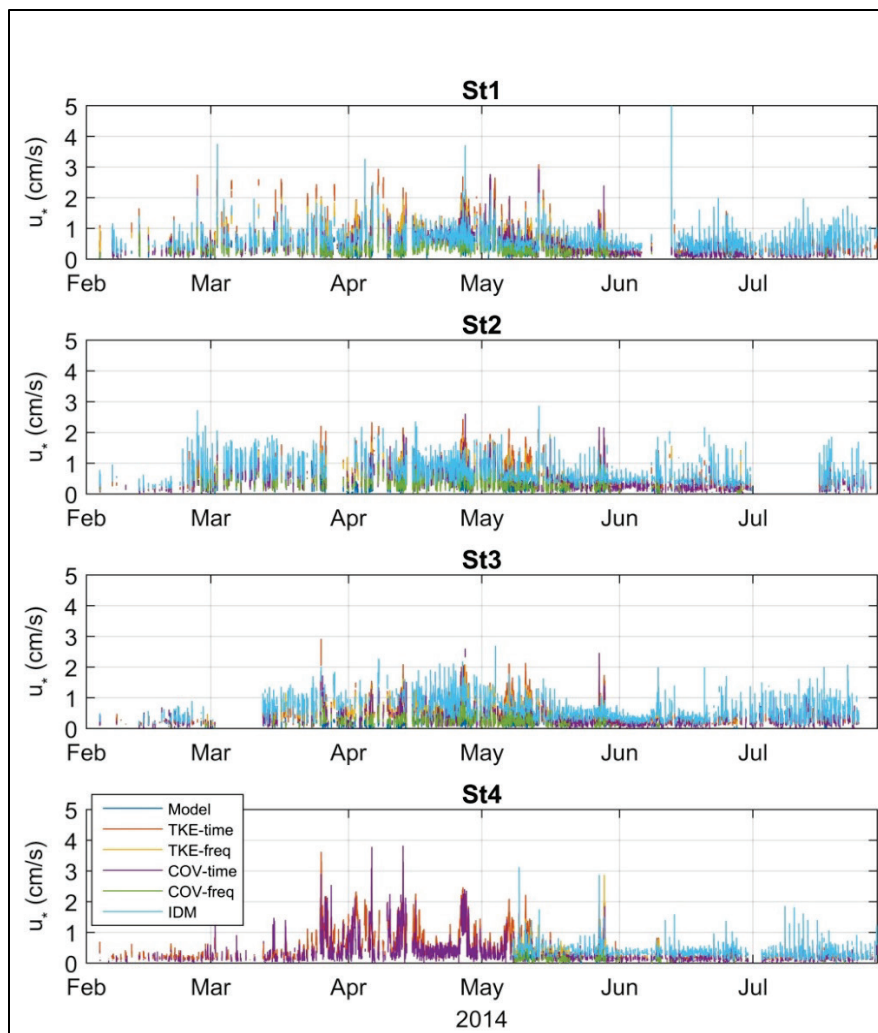 St1
5
4
3
2
1
0
u* (cm/s)
Feb Mar Apr May Jun Jul
St2
5
4
3
2
1
0
u* (cm/s)
Feb Mar Apr May Jun Jul
St3
5
4
3
2
1
0
u* (cm/s)
Feb Mar Apr May Jun Jul
St4
5
4
3
2
1
0
u* (cm/s)
Model
TKE-time
TKE-freq
COV-time
COV-freq
IDM
Feb Mar Apr May Jun Jul
2014